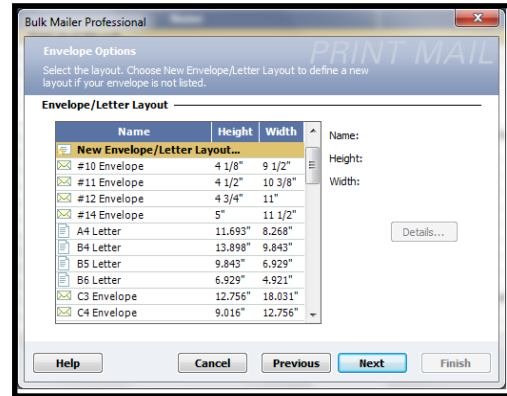 Bulk Mailer Professional
PRINT MAIL
Envelope Options
Select the layout. Choose New Envelope/Letter Layout to define a new
layout if your envelope is not listed.
Envelope/Letter Layout
Name Height Width
New Envelope/Letter Layout...
#10 Envelope 4 1/8" 9 1/2"
#11 Envelope 4 1/2" 10 3/8"
#12 Envelope 4 3/4" 11"
#14 Envelope 5" 11 1/2"
A4 Letter 11.693" 8.268"
B4 Letter 13.898" 9.843"
B5 Letter 9.843" 6.929"
B6 Letter 6.929" 4.921"
C3 Envelope 12.756" 18.031"
C4 Envelope 9.016" 12.756"
Name:
Height:
Width:
Details...
Help Cancel Previous Next Finish